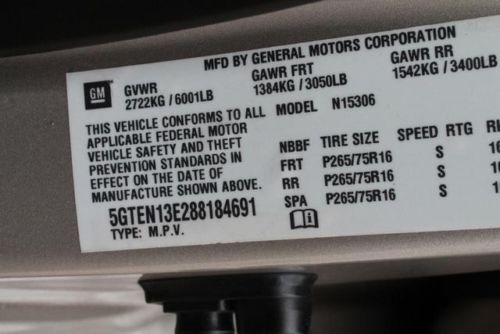 MFD BY GENERAL MOTORS CORPORATION
GM
GVWR GAWR FRT GAWR RR
2722KG / 6001LB 1384KG / 3050LB 1542KG / 3400LB
THIS VEHICLE CONFORMS TO ALL MODEL N15306
APPLICABLE FEDERAL MOTOR
VEHICLE SAFETY AND THEFT
PREVENTION STANDARDS IN
EFFECT ON THE DATE OF
MANUFACTURE SHOWN ABOVE.
5GTEN13E288184691
TYPE: M.P.V.
NBBF TIRE SIZE SPEED RTG
FRT P265/75R16 S
RR P265/75R16 S
SPA P265/75R16 S